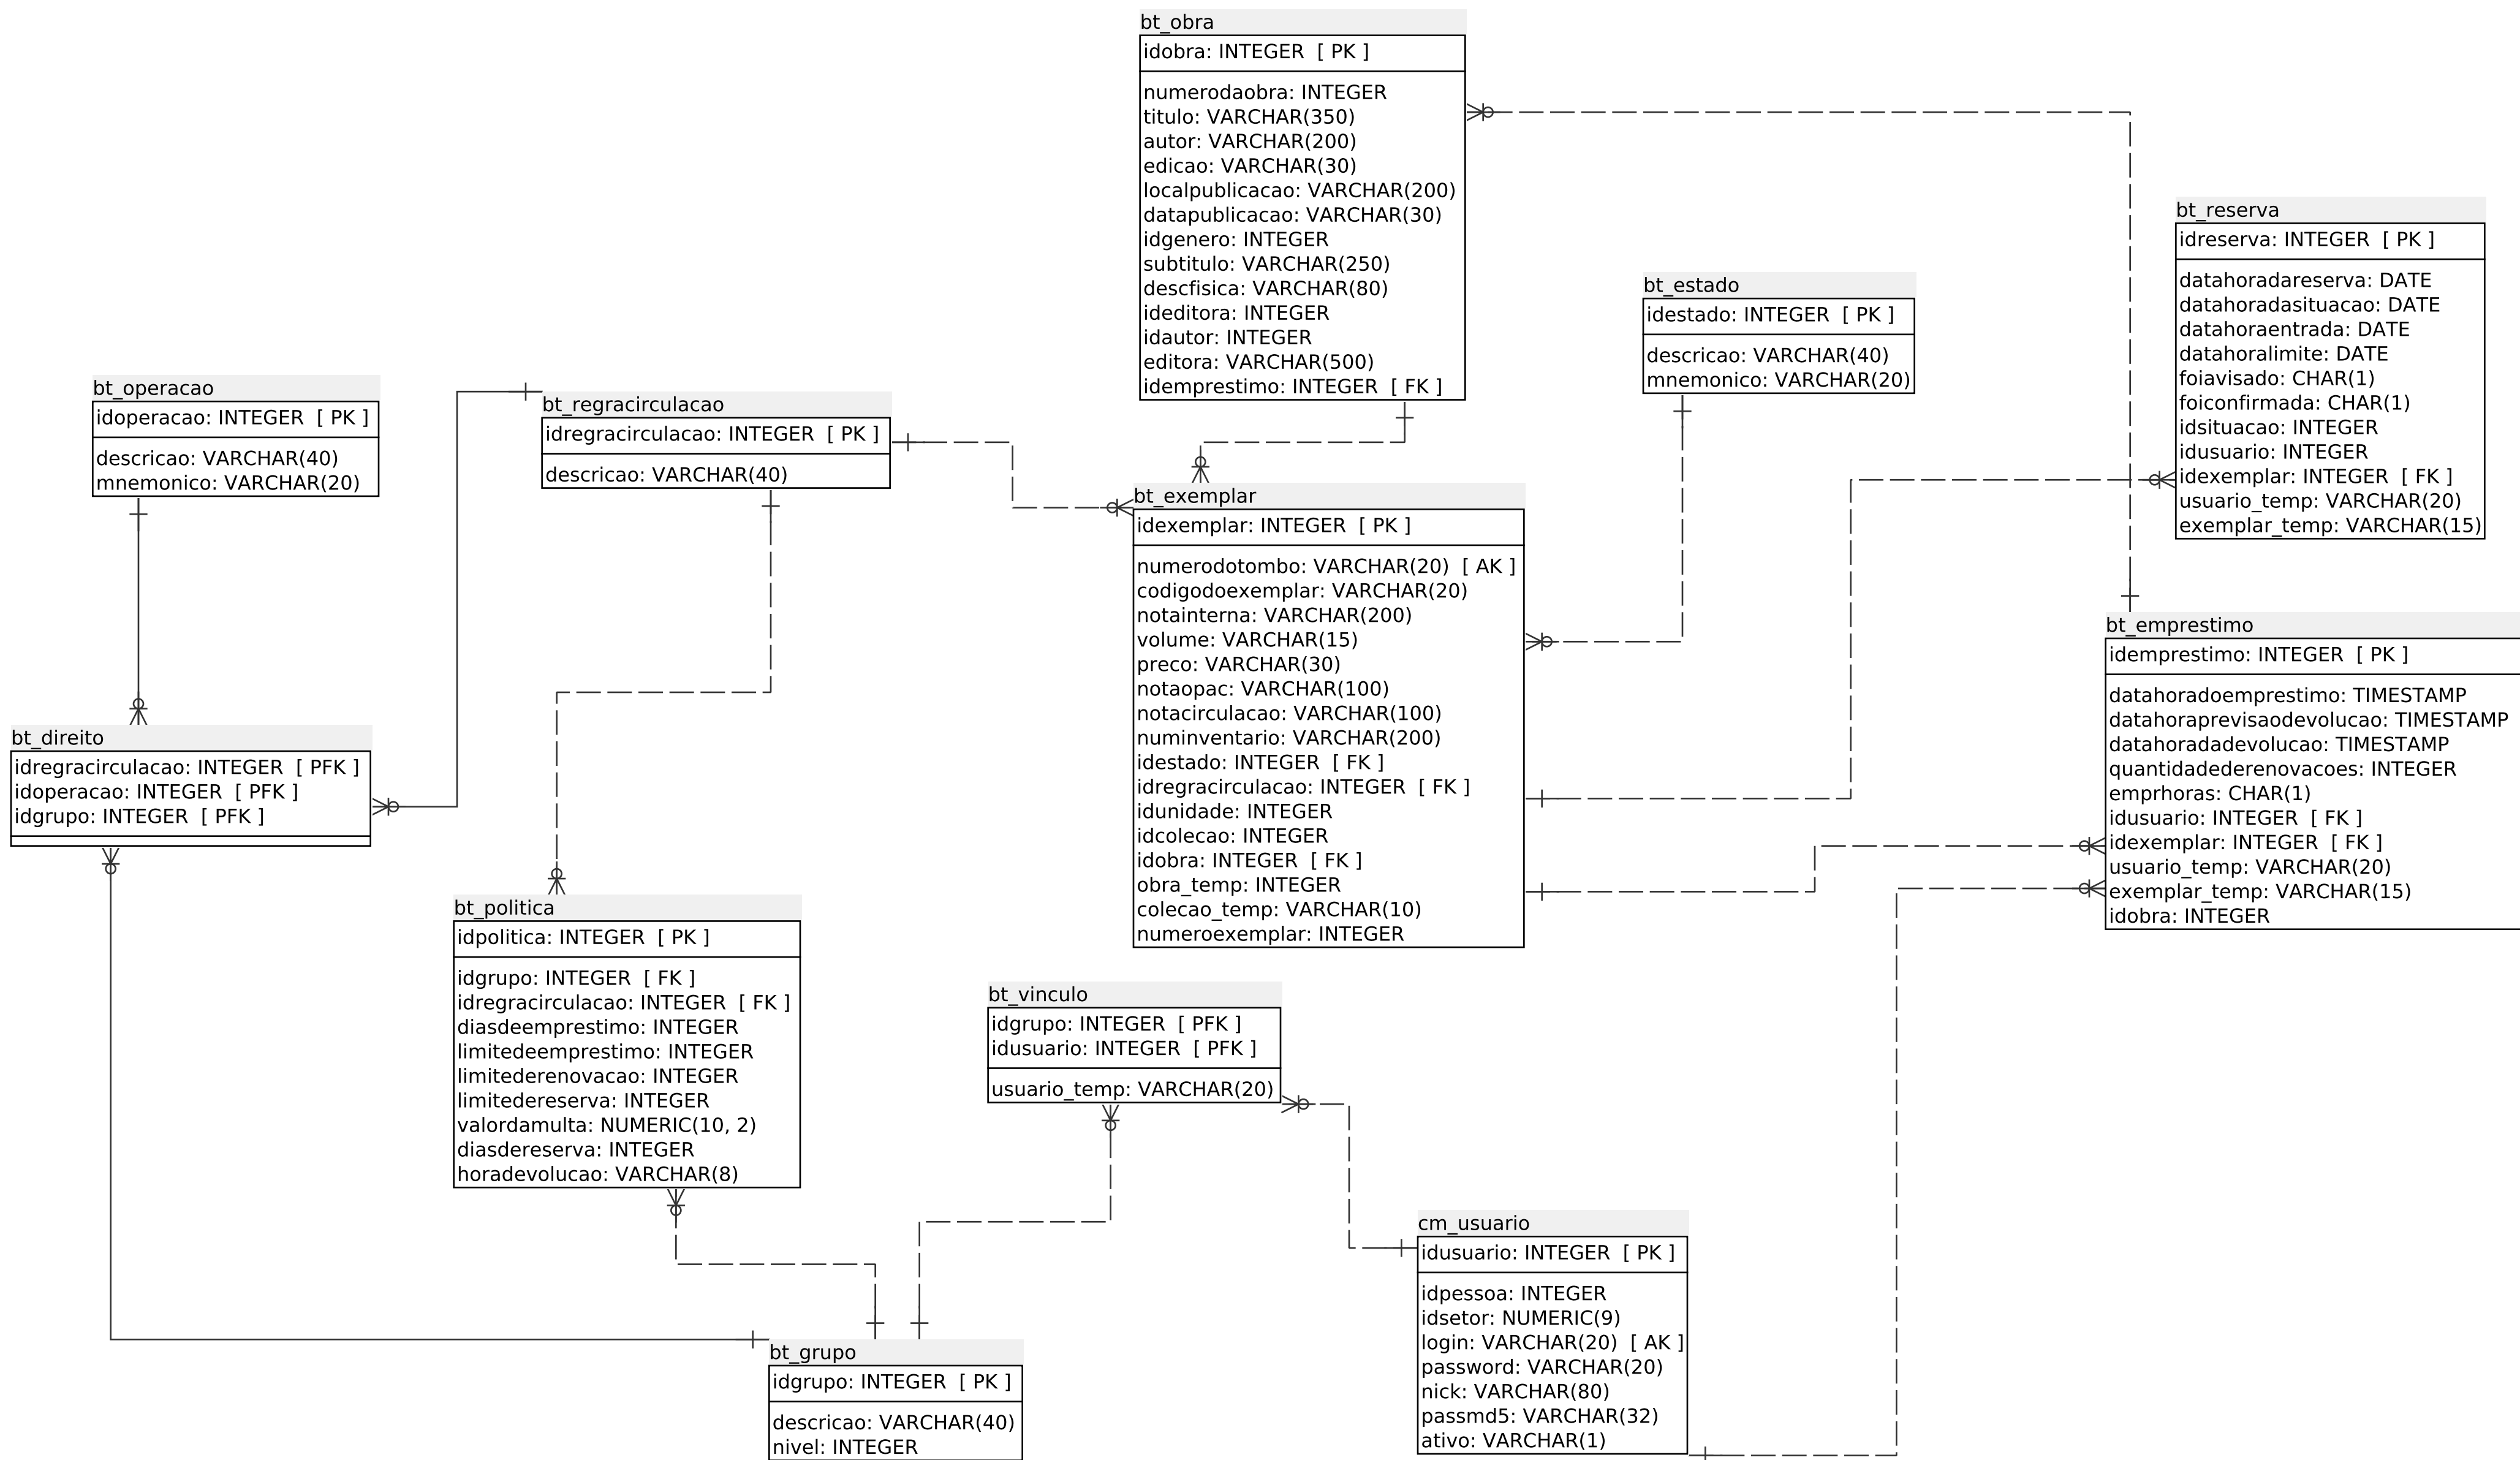 bt_obra
idobra: INTEGER  [ PK ]
numerodaobra: INTEGER
titulo: VARCHAR(350)
autor: VARCHAR(200)
edicao: VARCHAR(30)
localpublicacao: VARCHAR(200)
datapublicacao: VARCHAR(30)
idgenero: INTEGER
subtitulo: VARCHAR(250)
descfisica: VARCHAR(80)
ideditora: INTEGER
idautor: INTEGER
editora: VARCHAR(500)
idemprestimo: INTEGER  [ FK ]
bt_reserva
idreserva: INTEGER  [ PK ]
datahoradareserva: DATE
datahoradasituacao: DATE
datahoraentrada: DATE
datahoralimite: DATE
foiavisado: CHAR(1)
foiconfirmada: CHAR(1)
idsituacao: INTEGER
idusuario: INTEGER
idexemplar: INTEGER  [ FK ]
usuario_temp: VARCHAR(20)
exemplar_temp: VARCHAR(15)
bt_estado
idestado: INTEGER  [ PK ]
descricao: VARCHAR(40)
mnemonico: VARCHAR(20)
bt_operacao
idoperacao: INTEGER  [ PK ]
descricao: VARCHAR(40)
mnemonico: VARCHAR(20)
bt_regracirculacao
idregracirculacao: INTEGER  [ PK ]
descricao: VARCHAR(40)
bt_exemplar
idexemplar: INTEGER  [ PK ]
numerodotombo: VARCHAR(20)  [ AK ]
codigodoexemplar: VARCHAR(20)
notainterna: VARCHAR(200)
volume: VARCHAR(15)
preco: VARCHAR(30)
notaopac: VARCHAR(100)
notacirculacao: VARCHAR(100)
numinventario: VARCHAR(200)
idestado: INTEGER  [ FK ]
idregracirculacao: INTEGER  [ FK ]
idunidade: INTEGER
idcolecao: INTEGER
idobra: INTEGER  [ FK ]
obra_temp: INTEGER
colecao_temp: VARCHAR(10)
numeroexemplar: INTEGER
bt_emprestimo
idemprestimo: INTEGER  [ PK ]
datahoradoemprestimo: TIMESTAMP
datahoraprevisaodevolucao: TIMESTAMP
datahoradadevolucao: TIMESTAMP
quantidadederenovacoes: INTEGER
emprhoras: CHAR(1)
idusuario: INTEGER  [ FK ]
idexemplar: INTEGER  [ FK ]
usuario_temp: VARCHAR(20)
exemplar_temp: VARCHAR(15)
idobra: INTEGER
bt_direito
idregracirculacao: INTEGER  [ PFK ]
idoperacao: INTEGER  [ PFK ]
idgrupo: INTEGER  [ PFK ]
bt_politica
idpolitica: INTEGER  [ PK ]
idgrupo: INTEGER  [ FK ]
idregracirculacao: INTEGER  [ FK ]
diasdeemprestimo: INTEGER
limitedeemprestimo: INTEGER
limitederenovacao: INTEGER
limitedereserva: INTEGER
valordamulta: NUMERIC(10, 2)
diasdereserva: INTEGER
horadevolucao: VARCHAR(8)
bt_vinculo
idgrupo: INTEGER  [ PFK ]
idusuario: INTEGER  [ PFK ]
usuario_temp: VARCHAR(20)
cm_usuario
idusuario: INTEGER  [ PK ]
idpessoa: INTEGER
idsetor: NUMERIC(9)
login: VARCHAR(20)  [ AK ]
password: VARCHAR(20)
nick: VARCHAR(80)
passmd5: VARCHAR(32)
ativo: VARCHAR(1)
bt_grupo
idgrupo: INTEGER  [ PK ]
descricao: VARCHAR(40)
nivel: INTEGER